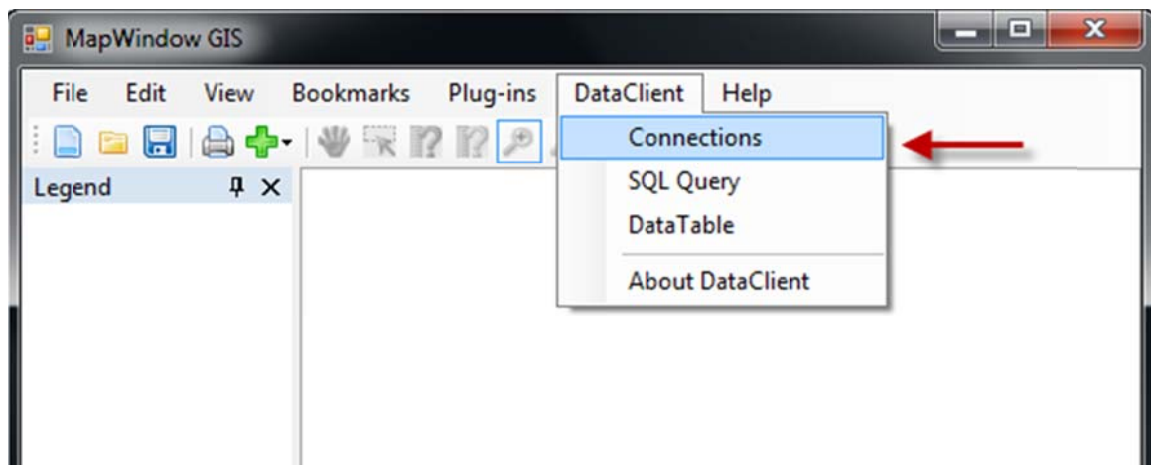 MapWindow GIS
File Edit View Bookmarks Plug-ins DataClient Help
Connections
SQL Query
DataTable
About DataClient
Legend